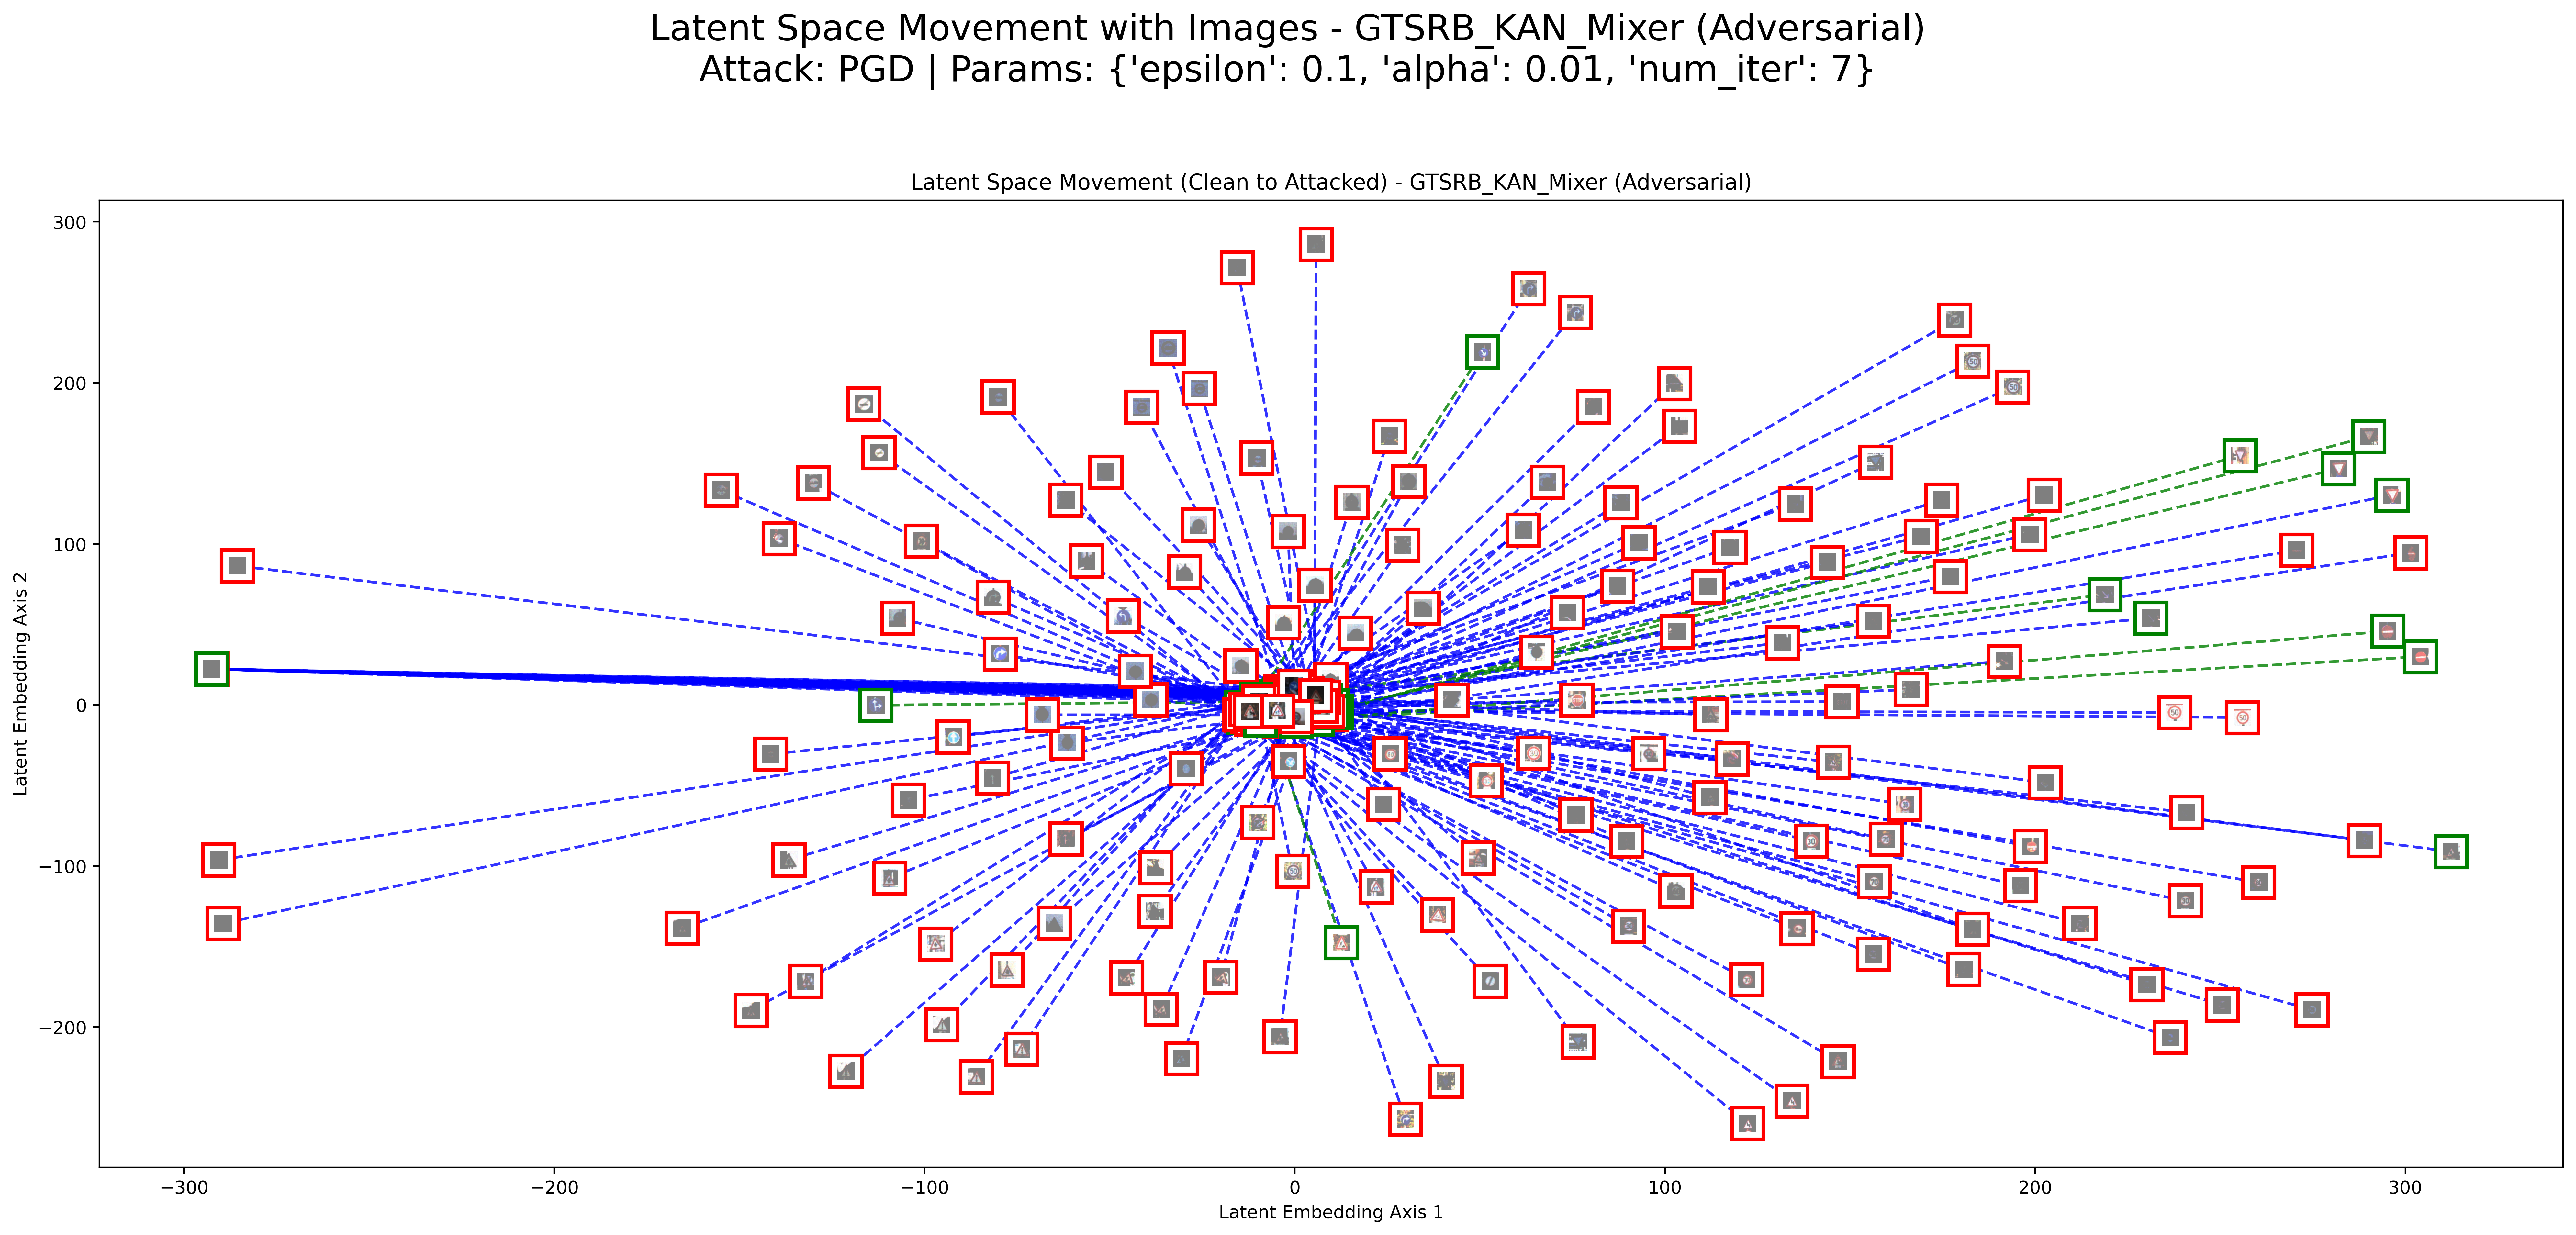 Latent Space Movement with Images - GTSRB_KAN_Mixer (Adversarial)
Attack: PGD | Params: {'epsilon': 0.1, 'alpha': 0.01, 'num_iter': 7}
Latent Space Movement (Clean to Attacked) - GTSRB_KAN_Mixer (Adversarial)
300
200
100
0
−100
−200
Latent Embedding Axis 2
−300
−200
−100
0
100
200
300
Latent Embedding Axis 1